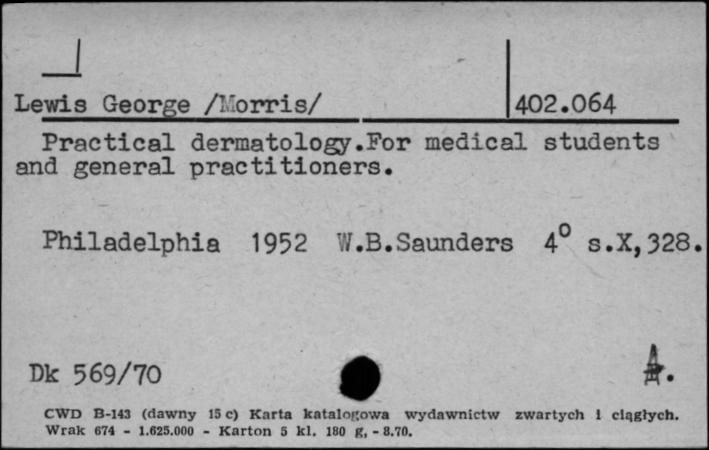 Lewis George /Morris/ 402.064
Practical dermatology.For medical students
and general practitioners.
Philadelphia 1952 W.B.Saunders 4° s.X,328.
Dk 569/70
CWD B-143 (dawny 15 c) Karta katalogowa wydawnictw zwartych i ciągłych.
Wrak 674 - 1.625.000 - Karton 5 kl. 180 g, - 8.70.